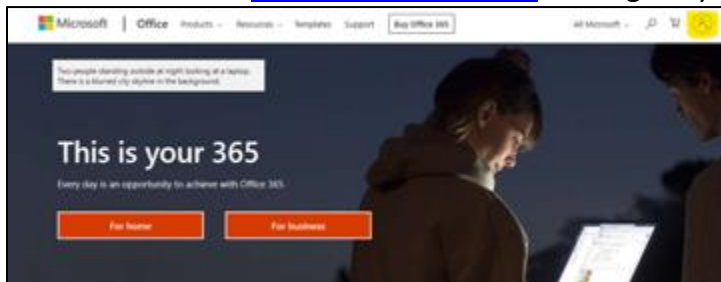 Microsoft | Office Products Resources Templates Support Buy Office 365 All Microsoft
Two people standing outside at night looking at a laptop.
There is a blurred city skyline in the background.
This is your 365
Every day is an opportunity to achieve with Office 365.
For home For business